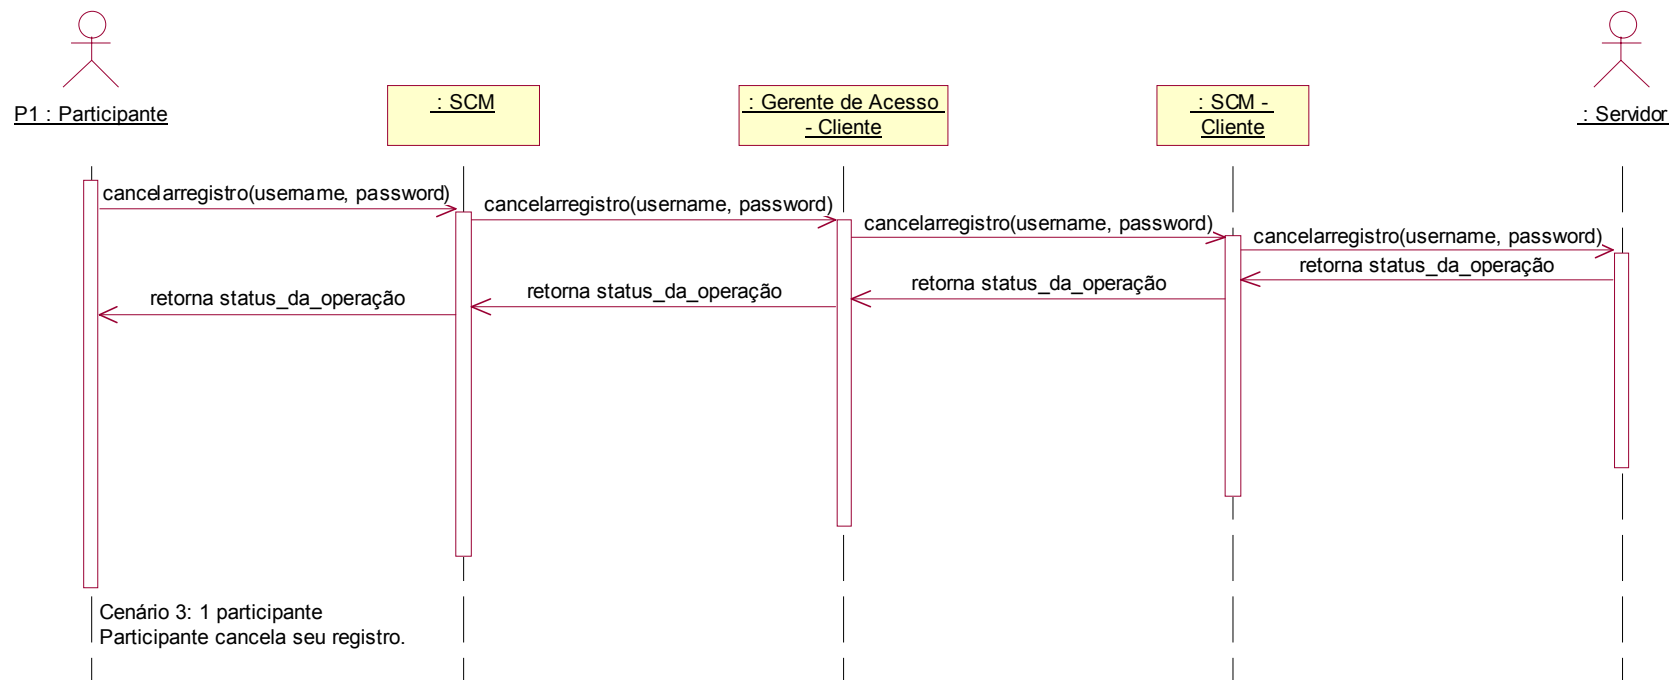 P1 : Participante
: SCM
: Gerente de Acesso
- Cliente
: SCM -
Cliente
: Servidor
cancelarregistro(username, password)
cancelarregistro(username, password)
cancelarregistro(username, password)
cancelarregistro(username, password)
retorna status_da_operação
retorna status_da_operação
retorna status_da_operação
retorna status_da_operação
Cenário 3: 1 participante
Participante cancela seu registro.